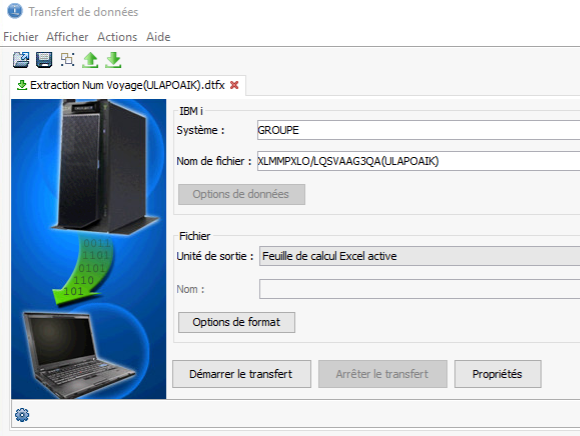 Transfert de données
Fichier Afficher Actions Aide
Extraction Num Voyage(ULAPOAIK).dtfx
IBM i
Système : GROUPE
Nom de fichier : XLMMPXLO/LQSVAAG3QA(ULAPOAIK)
Options de données
Fichier
Unité de sortie : Feuille de calcul Excel active
Nom :
Options de format
Démarrer le transfert Arrêter le transfert Propriétés
0011
1101
0101
110
101